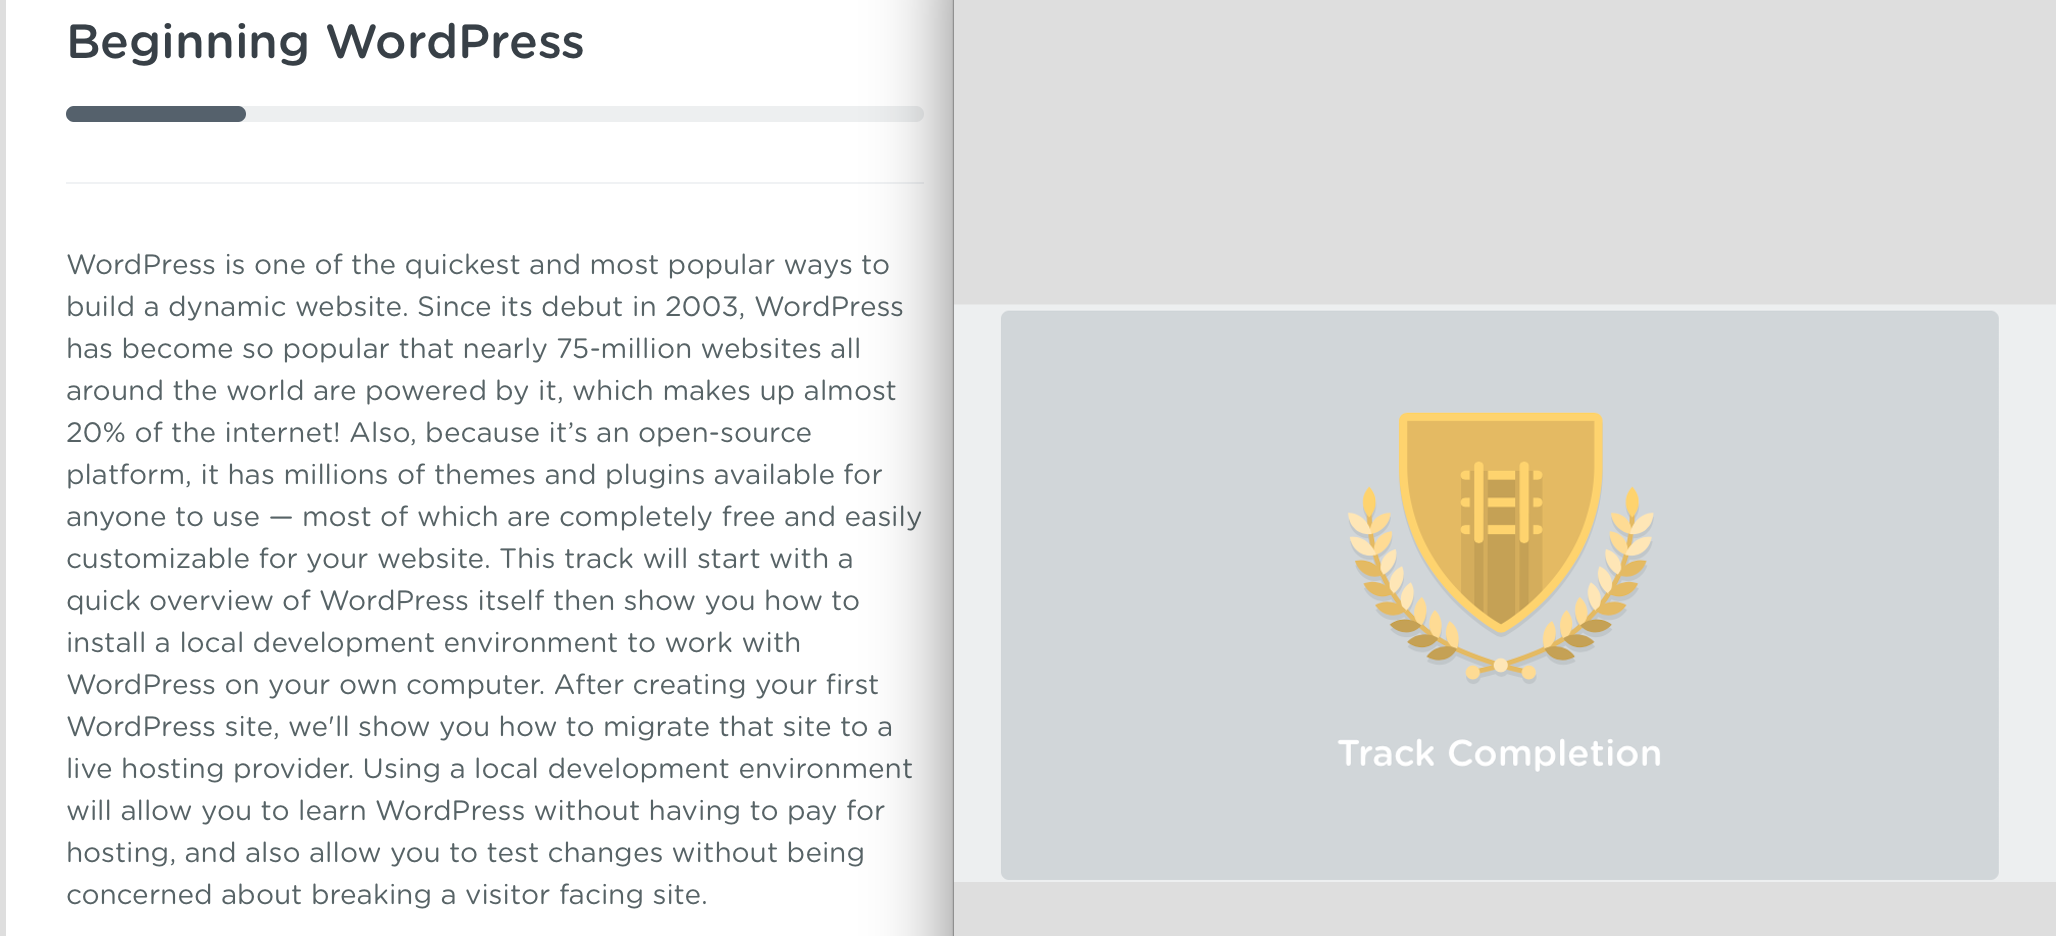 Beginning WordPress
WordPress is one of the quickest and most popular ways to
build a dynamic website. Since its debut in 2003, WordPress
has become so popular that nearly 75-million websites all
around the world are powered by it, which makes up almost
20% of the internet! Also, because it’s an open-source
platform, it has millions of themes and plugins available for
anyone to use — most of which are completely free and easily
customizable for your website. This track will start with a
quick overview of WordPress itself then show you how to
install a local development environment to work with
WordPress on your own computer. After creating your first
WordPress site, we'll show you how to migrate that site to a
live hosting provider. Using a local development environment
will allow you to learn WordPress without having to pay for
hosting, and also allow you to test changes without being
concerned about breaking a visitor facing site.
Track Completion